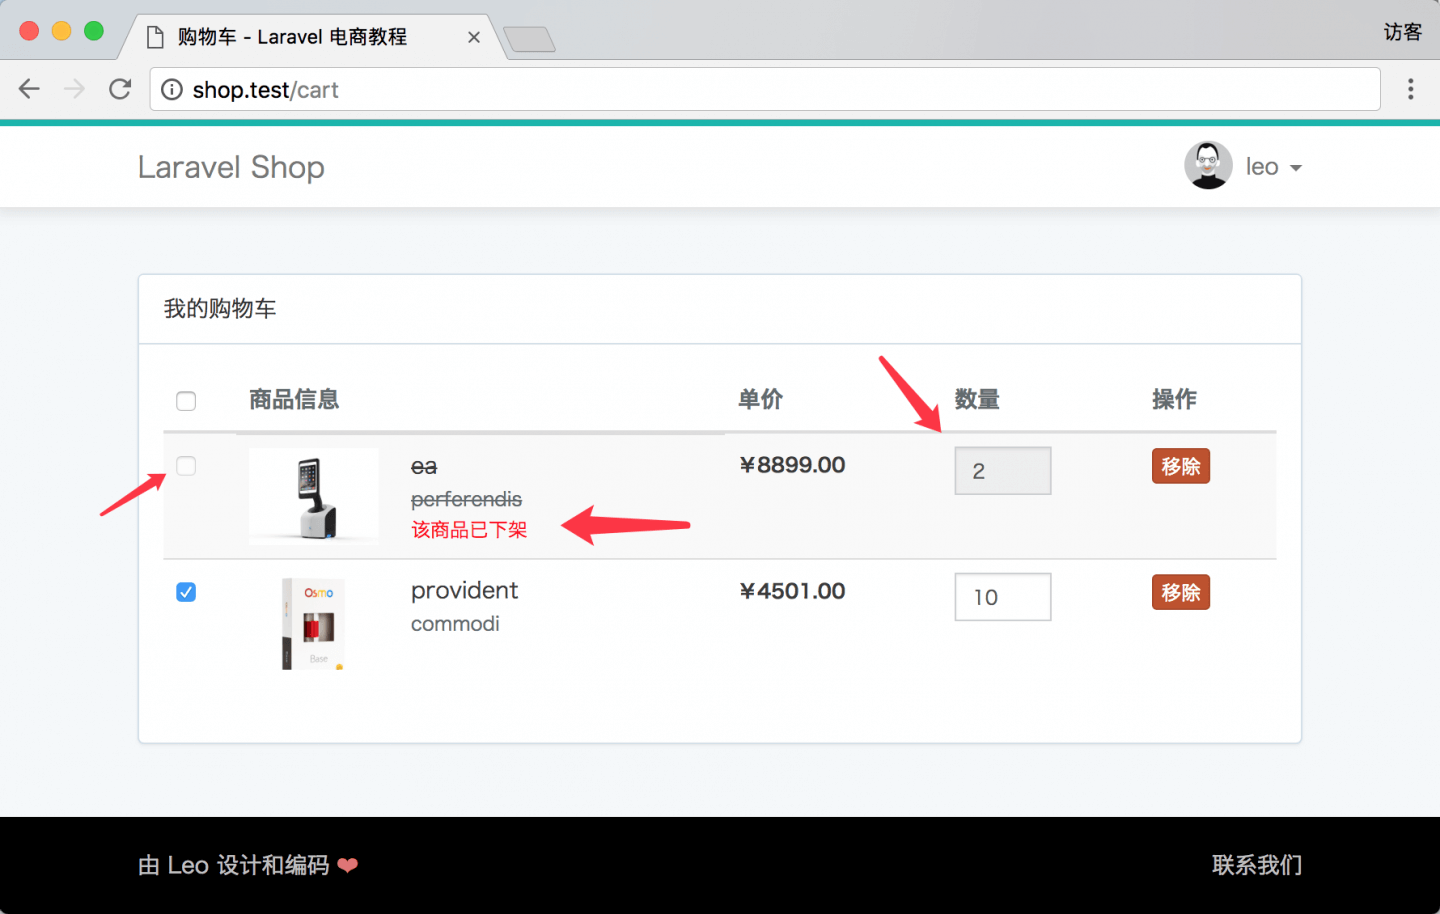 购物车 - Laravel 电商教程
访客
shop.test/cart
Laravel Shop
leo
我的购物车
商品信息 单价 数量 操作
ea ¥8899.00 2 移除
perferendis
该商品已下架
provident ¥4501.00 10 移除
commodi
Osmo
Base
由 Leo 设计和编码 ❤
联系我们